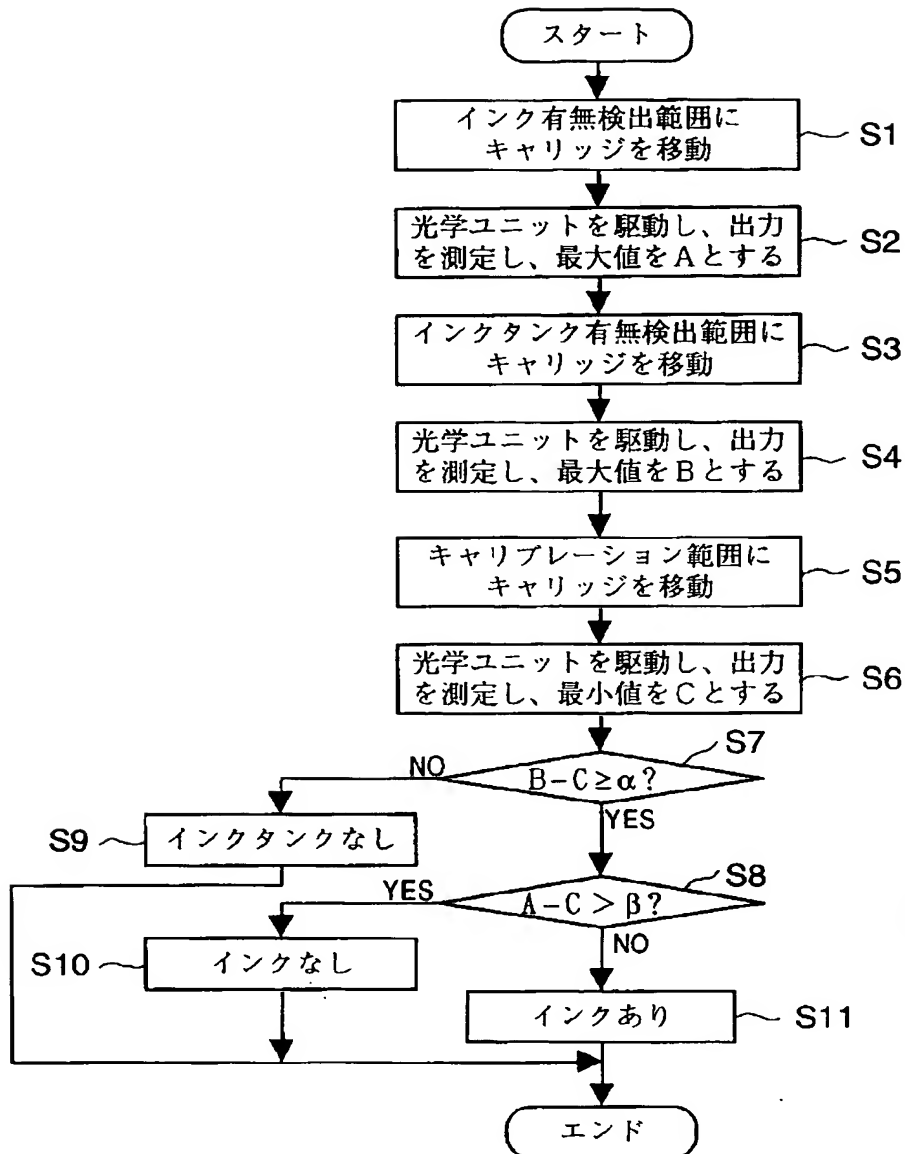 スタート
インク有無検出範囲に
キャリッジを移動
S1
光学ユニットを駆動し、出力
を測定し、最大値をAとする
S2
インクタンク有無検出範囲に
キャリッジを移動
S3
光学ユニットを駆動し、出力
を測定し、最大値をBとする
S4
キャリブレーション範囲に
キャリッジを移動
S5
光学ユニットを駆動し、出力
を測定し、最小値をCとする
S6
S7
NO
B-C≥α?
YES
S9
インクタンクなし
S8
YES
A-C>β?
NO
S10
インクなし
インクあり
S11
エンド